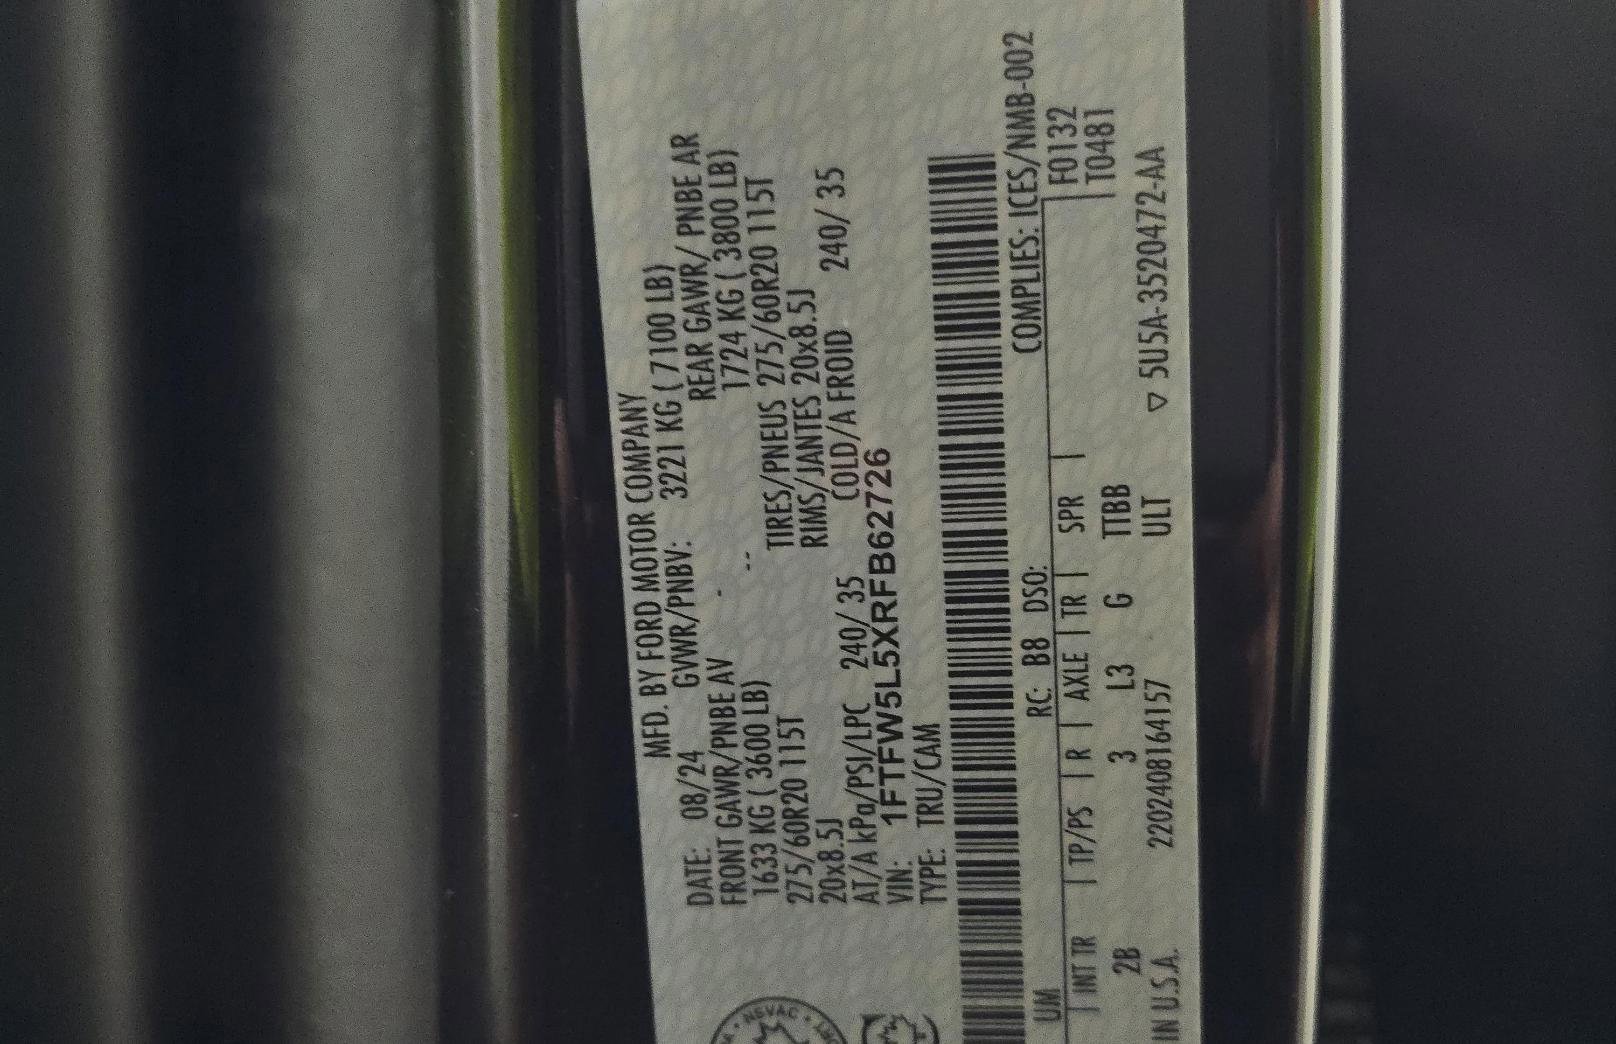 MFD. BY FORD MOTOR COMPANY
DATE: 08/24 GVWR/PNBV: 3221 KG ( 7100 LB)
FRONT GAWR/PNBE AV - REAR GAWR/ PNBE AR
1633 KG ( 3600 LB) -- 1724 KG ( 3800 LB)
275/60R20 115T TIRES/PNEUS 275/60R20 115T
20x8.5J RIMS/JANTES 20x8.5J
AT/A kPa/PSI/LPC 240/ 35 COLD/A FROID 240/ 35
VIN: 1FTFW5L5XRFB62726
TYPE: TRU/CAM
COMPLIES: ICES/NMB-002
UM RC: B8 DSO: F0132
| INT TR | TP/PS | R | AXLE | TR | SPR | T0481
2B 3 L3 G TTBB
IN U.S.A. 2202408164157 ULT ▽ 5U5A-3520472-AA
• NSVAC •